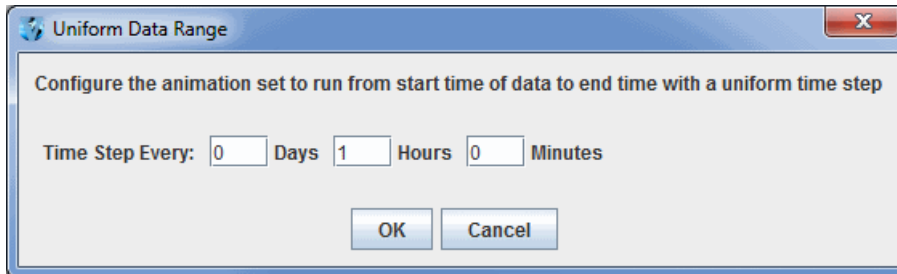 Uniform Data Range
Configure the animation set to run from start time of data to end time with a uniform time step
Time Step Every: 0 Days 1 Hours 0 Minutes
OK Cancel